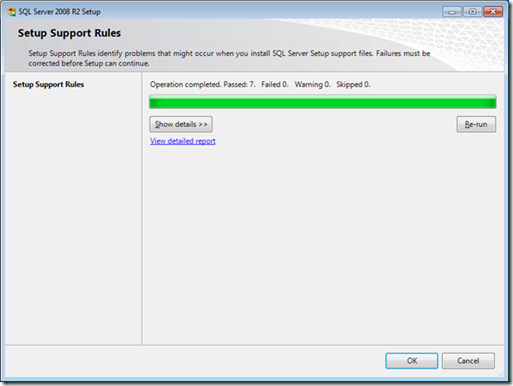 SQL Server 2008 R2 Setup
Setup Support Rules
Setup Support Rules identify problems that might occur when you install SQL Server Setup support files. Failures must be
corrected before Setup can continue.
Setup Support Rules
Operation completed. Passed: 7. Failed 0. Warning 0. Skipped 0.
Show details >>
Re-run
View detailed report
OK
Cancel